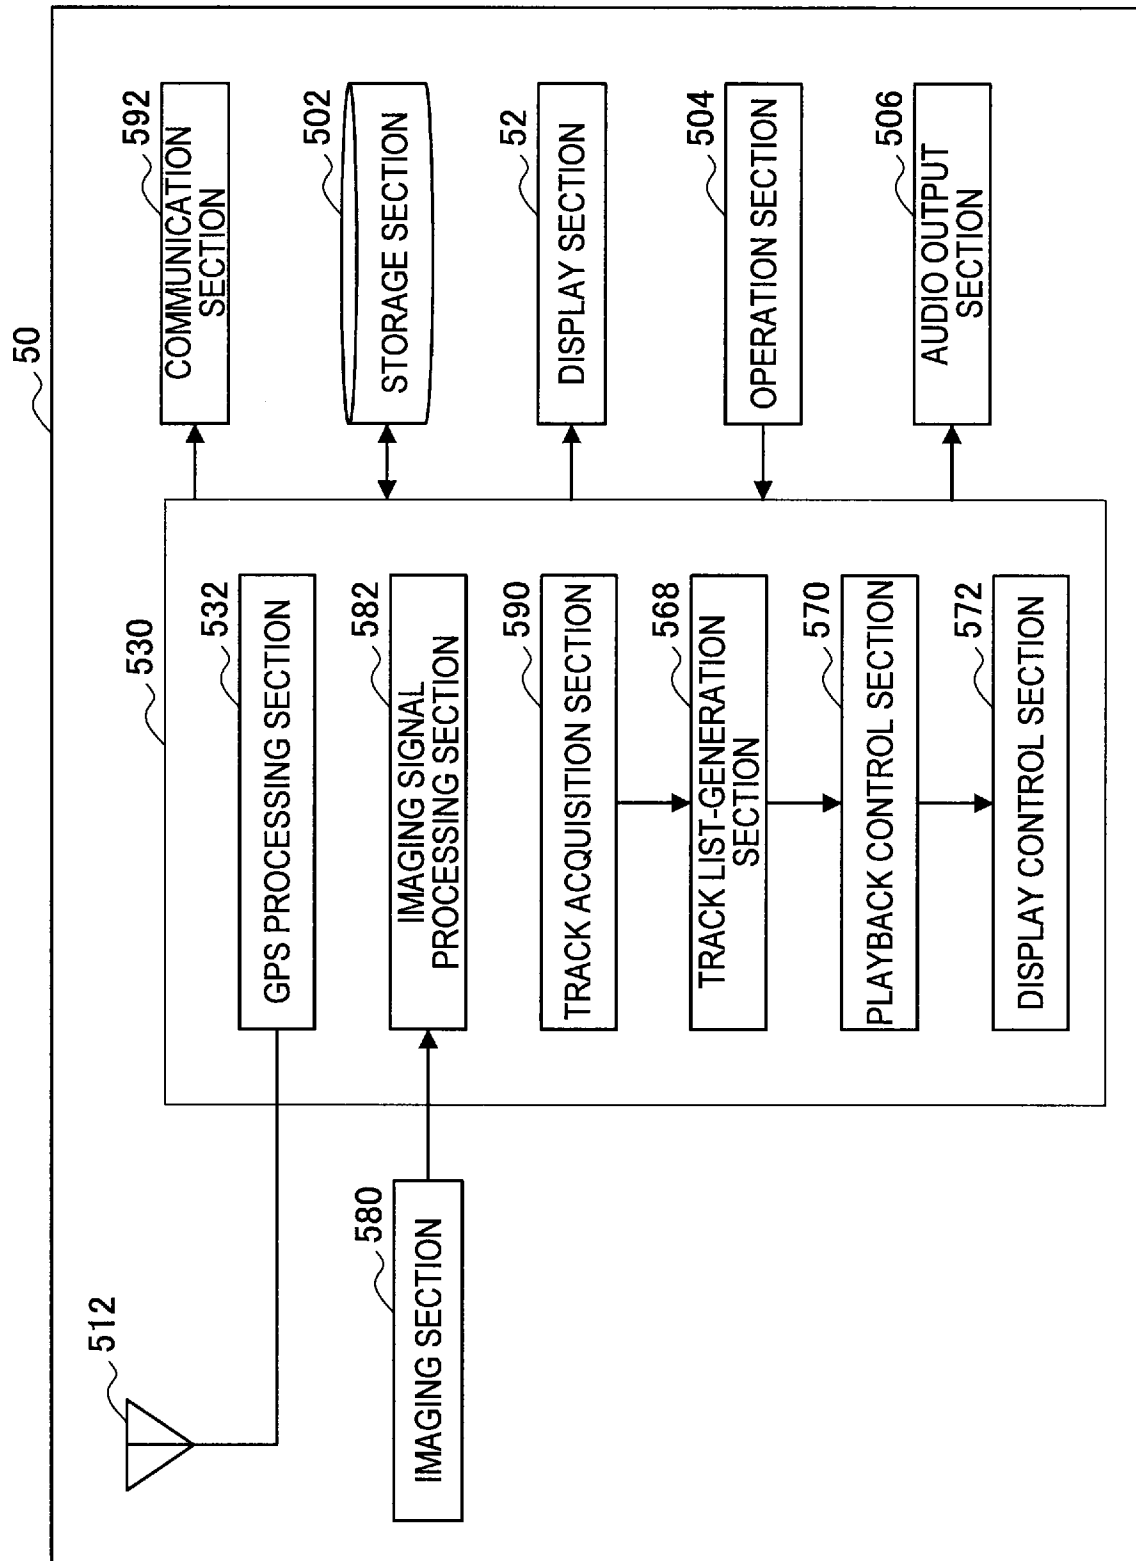 50
512
530
532
GPS PROCESSING SECTION
592
COMMUNICATION
SECTION
580
IMAGING SECTION
582
IMAGING SIGNAL
PROCESSING SECTION
502
STORAGE SECTION
590
TRACK ACQUISITION SECTION
52
DISPLAY SECTION
568
TRACK LIST-GENERATION
SECTION
504
OPERATION SECTION
570
PLAYBACK CONTROL SECTION
506
AUDIO OUTPUT
SECTION
572
DISPLAY CONTROL SECTION